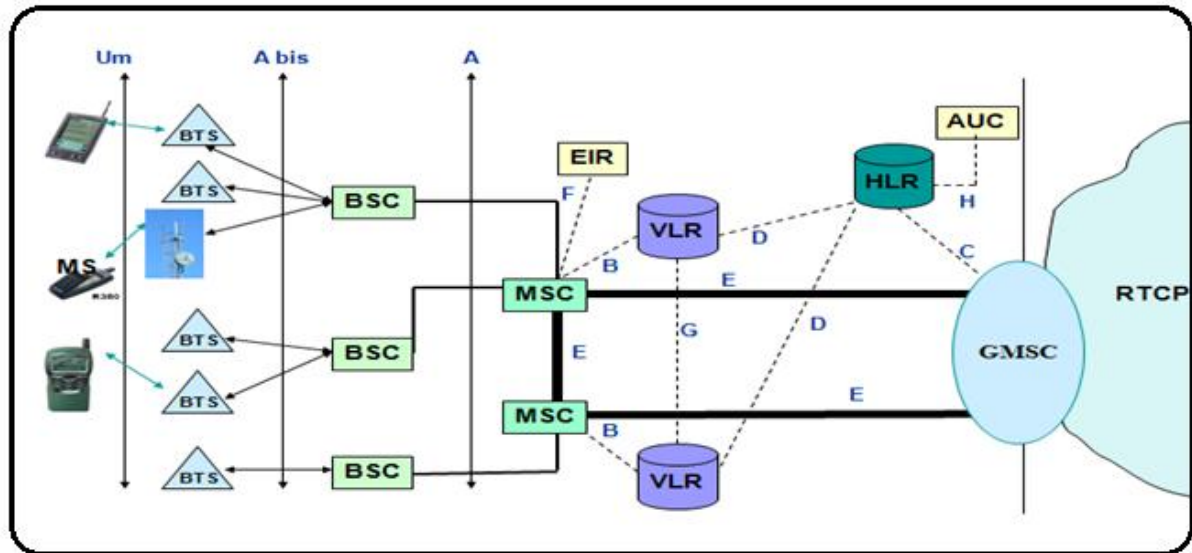 Um
A bis
A
BTS
BTS
MS
R380
BTS
BTS
BTS
BSC
BSC
BSC
EIR
F
MSC
MSC
E
B
VLR
D
G
B
VLR
D
E
E
HLR
AUC
H
C
GMSC
RTCP